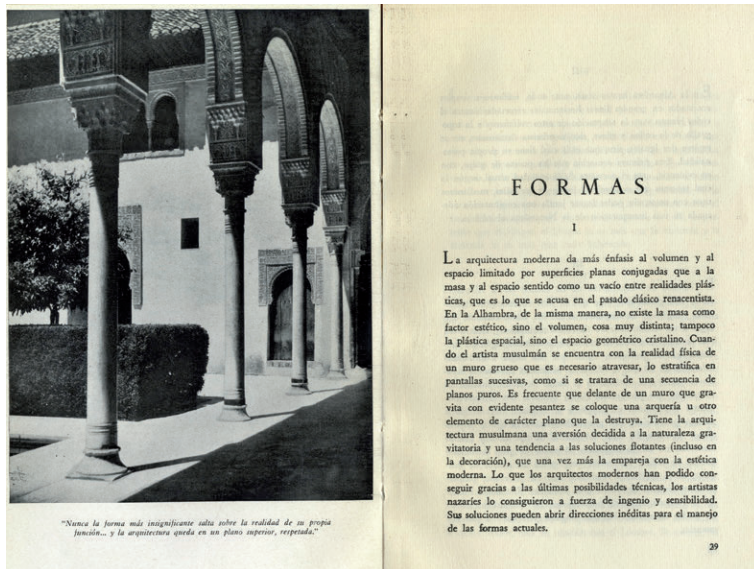 "Nunca la forma más insignificante salta sobre la realidad de su propia
función... y la arquitectura queda en un plano superior, respetada."
FORMAS
I
La arquitectura moderna da más énfasis al volumen y al
espacio limitado por superficies planas conjugadas que a la
masa y al espacio sentido como un vacío entre realidades plás-
ticas, que es lo que se acusa en el pasado clásico renacentista.
En la Alhambra, de la misma manera, no existe la masa como
factor estético, sino el volumen, cosa muy distinta; tampoco
la plástica espacial, sino el espacio geométrico cristalino. Cuan-
do el artista musulmán se encuentra con la realidad física de
un muro grueso que es necesario atravesar, lo estratifica en
pantallas sucesivas, como si se tratara de una secuencia de
planos puros. Es frecuente que delante de un muro que gra-
vita con evidente pesantez se coloque una arquería u otro
elemento de carácter plano que la destruya. Tiene la arqui-
tectura musulmana una aversión decidida a la naturaleza gra-
vitatoria y una tendencia a las soluciones flotantes (incluso en
la decoración), que una vez más la empareja con la estética
moderna. Lo que los arquitectos modernos han podido con-
seguir gracias a las últimas posibilidades técnicas, los artistas
nazaríes lo consiguieron a fuerza de ingenio y sensibilidad.
Sus soluciones pueden abrir direcciones inéditas para el manejo
de las formas actuales.
29